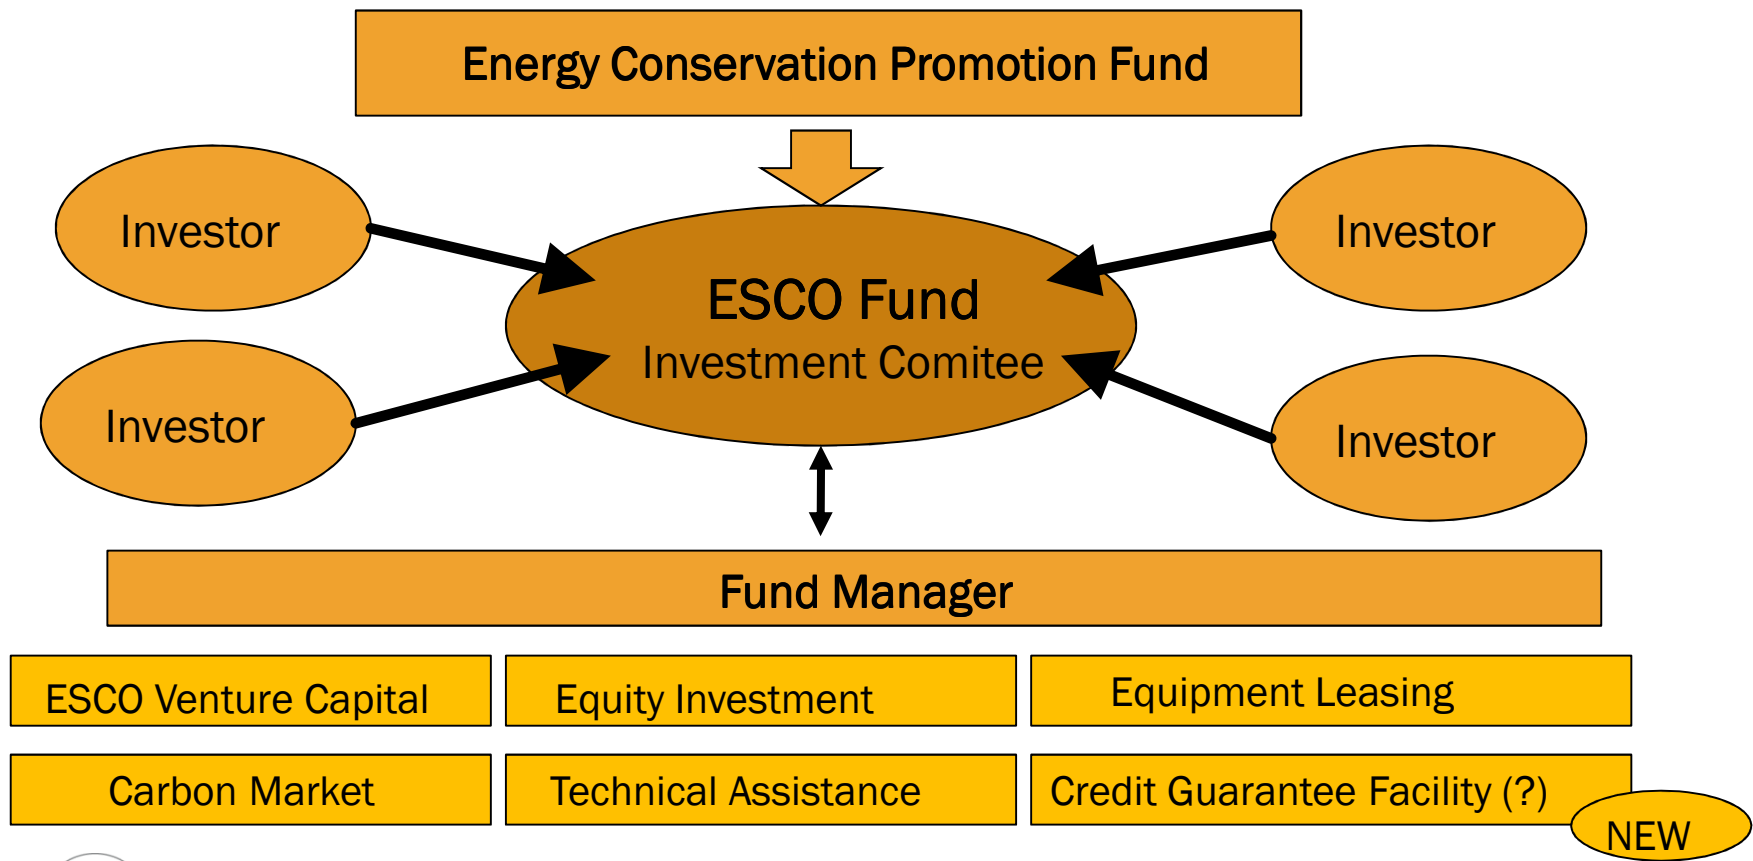 Energy Conservation Promotion Fund
Investor
Investor
ESCO Fund
Investment Comitee
Investor
Investor
Fund Manager
ESCO Venture Capital
Equity Investment
Equipment Leasing
Carbon Market
Technical Assistance
Credit Guarantee Facility (?)
NEW